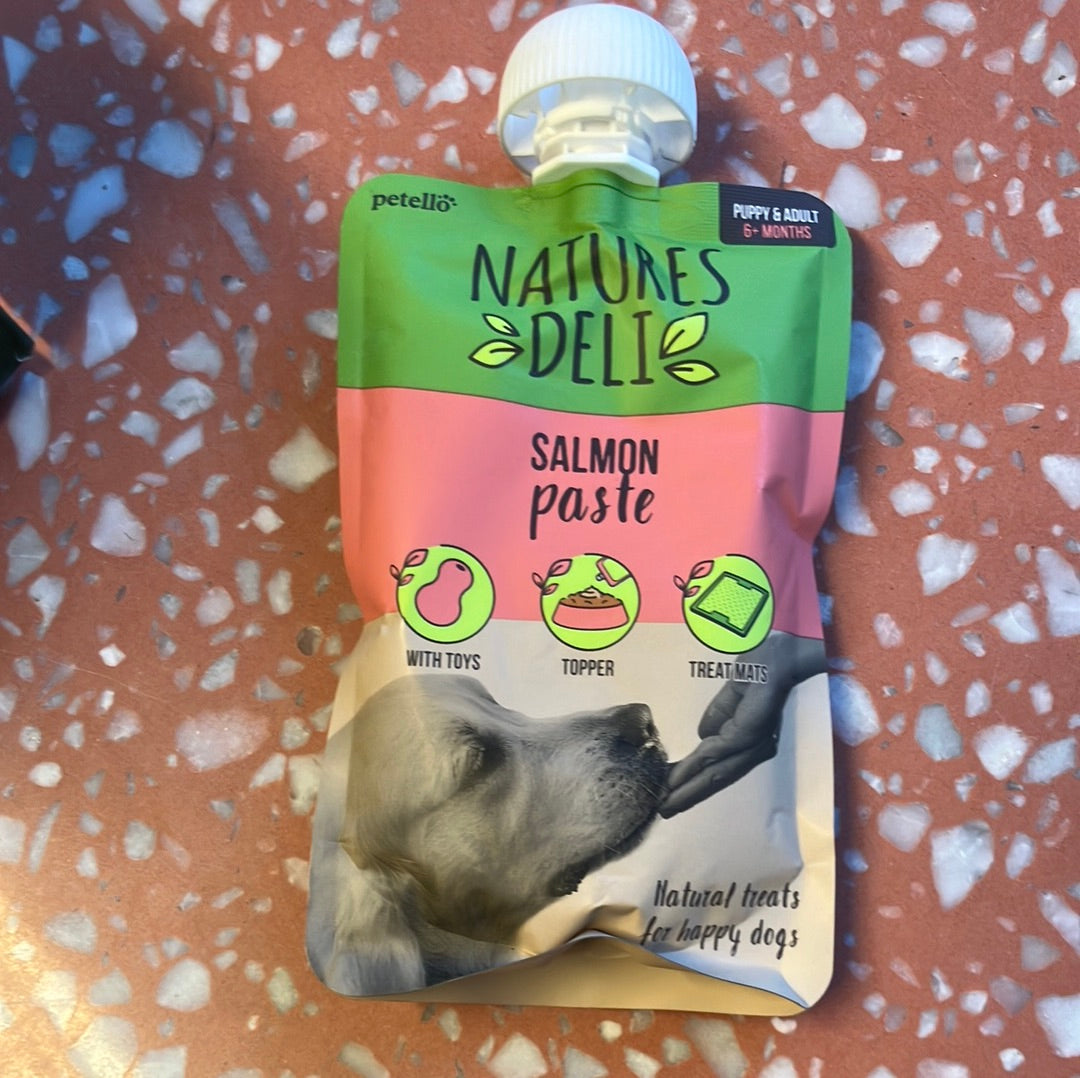 petello
PUPPY & ADULT
6+ MONTHS
NATURES
DELI
SALMON
paste
WITH TOYS
TOPPER
TREAT MATS
Natural treats
for happy dogs